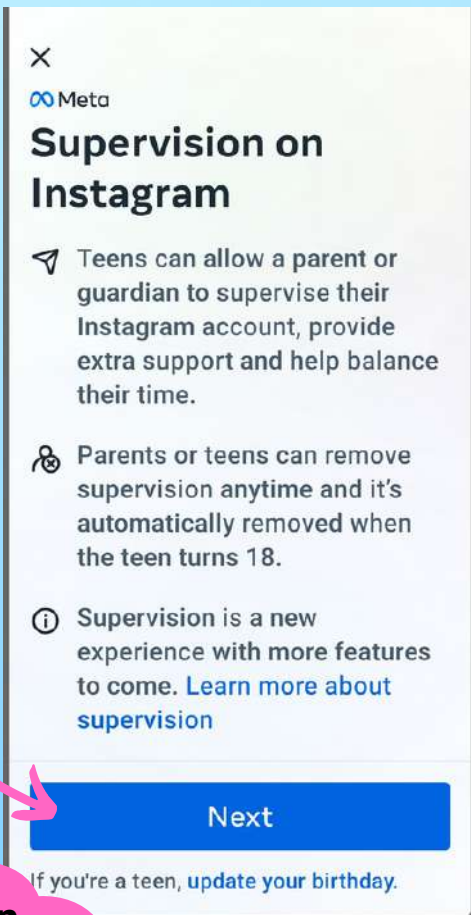 Meta
Supervision on
Instagram
Teens can allow a parent or
guardian to supervise their
Instagram account, provide
extra support and help balance
their time.
Parents or teens can remove
supervision anytime and it's
automatically removed when
the teen turns 18.
Supervision is a new
experience with more features
to come. Learn more about
supervision
Next
If you're a teen, update your birthday.